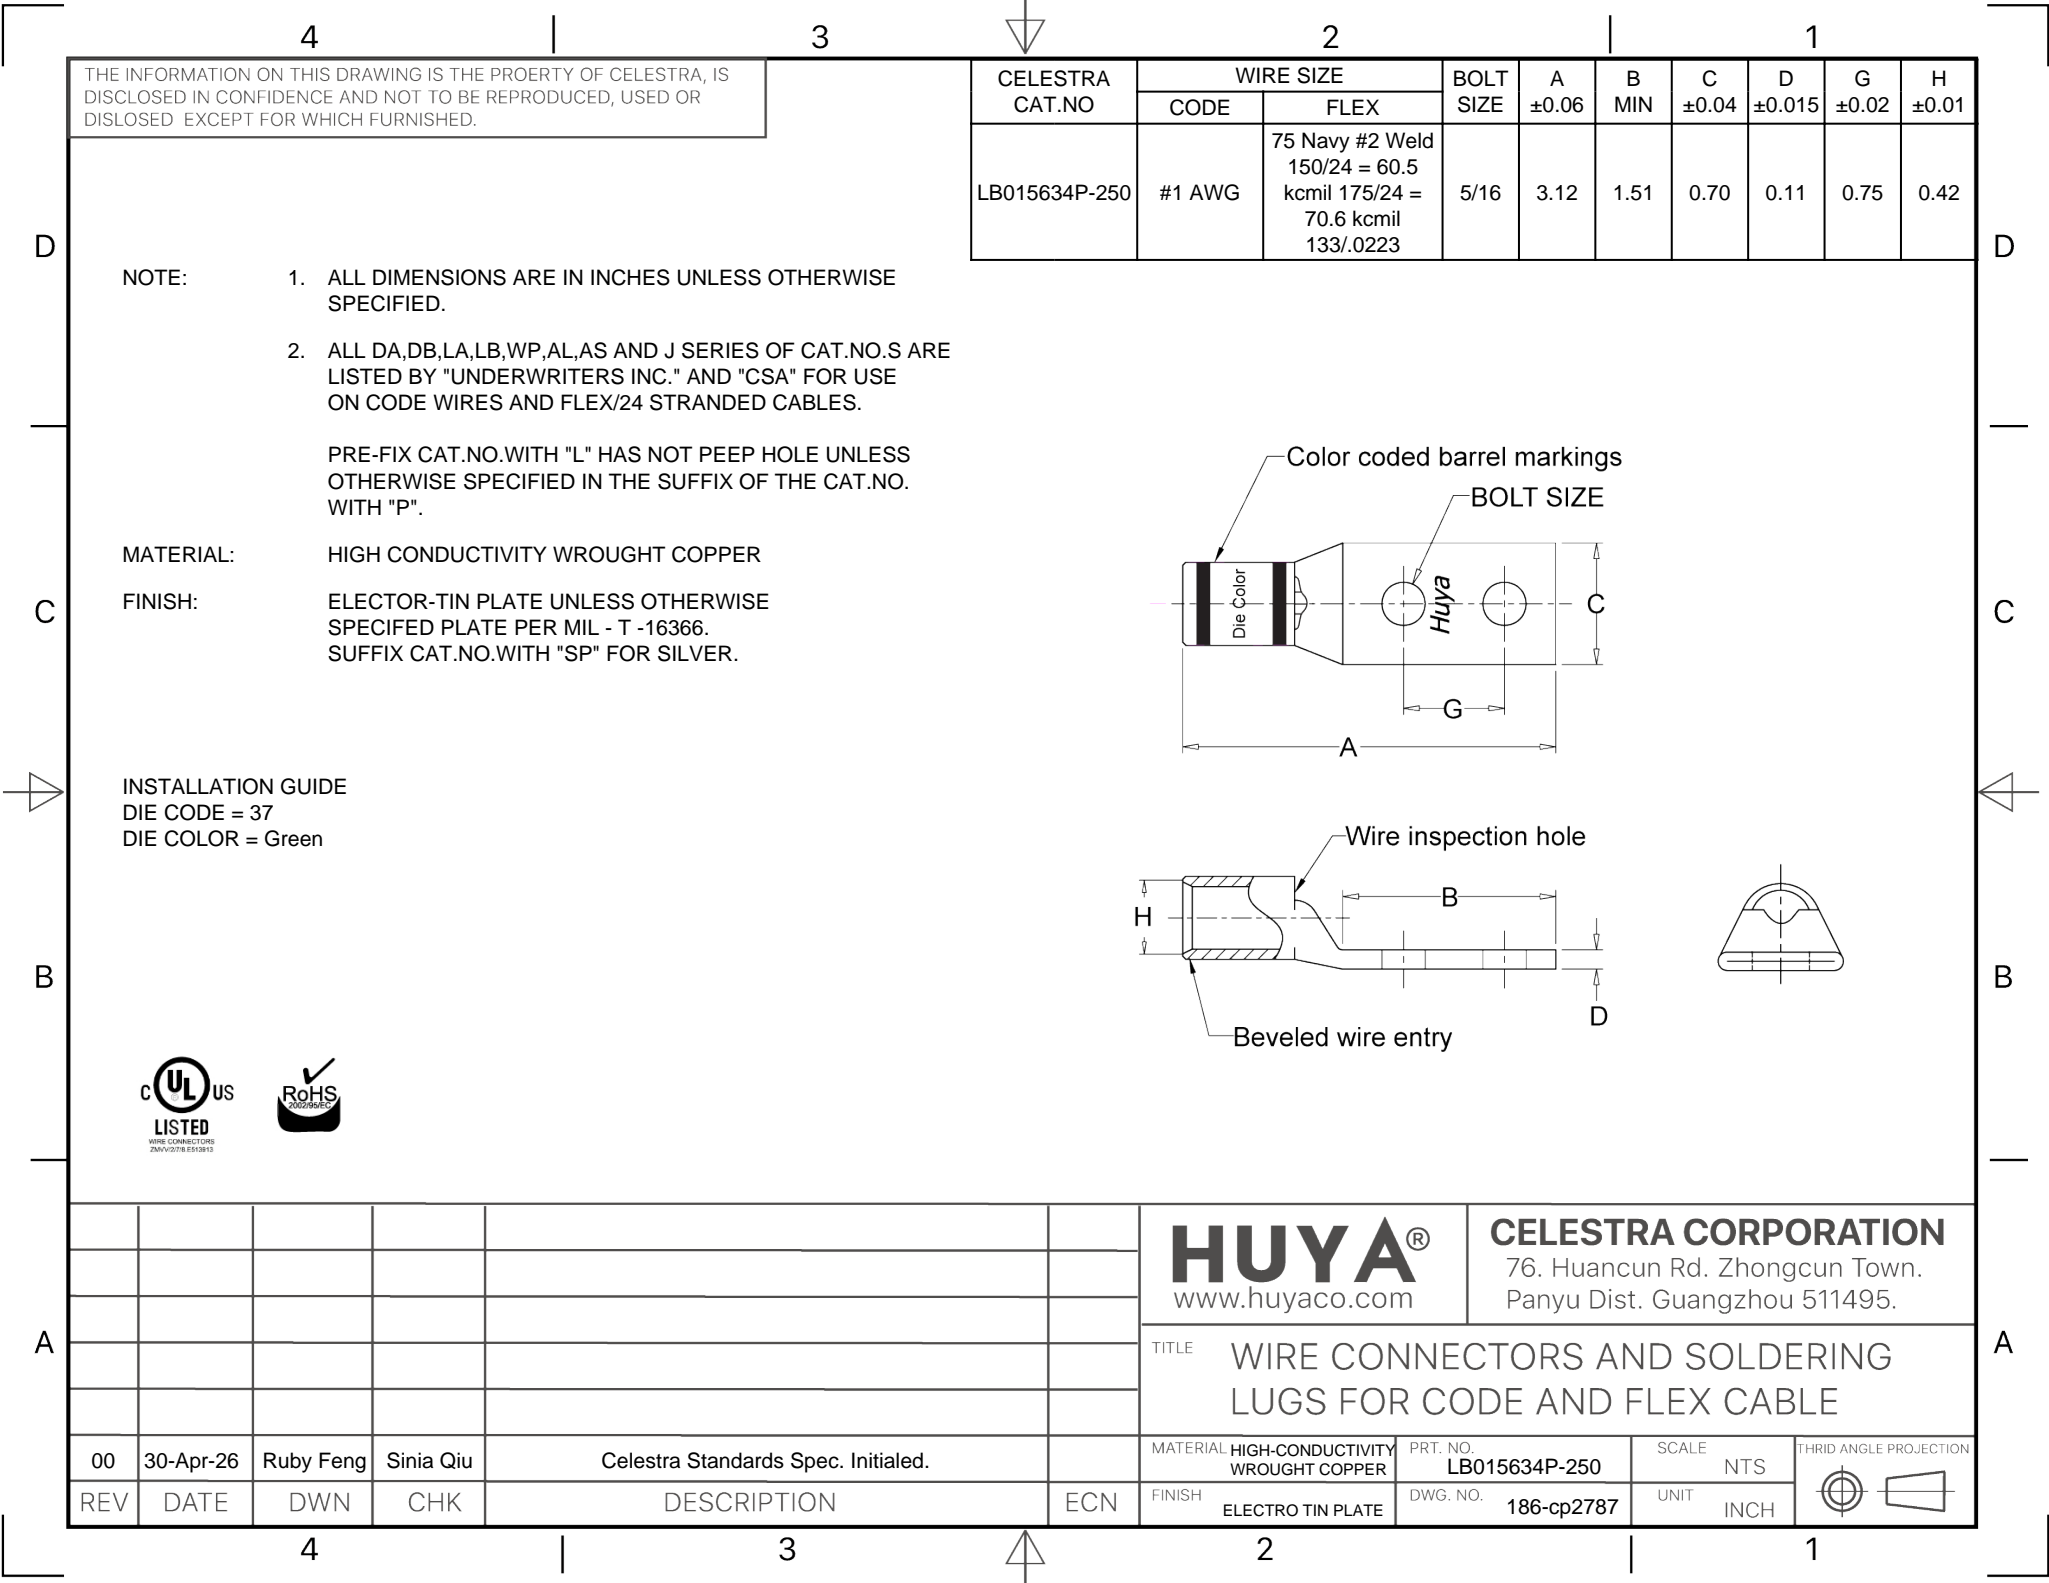 4 3 2 1
THE INFORMATION ON THIS DRAWING IS THE PROERTY OF CELESTRA, IS
DISCLOSED IN CONFIDENCE AND NOT TO BE REPRODUCED, USED OR
DISLOSED EXCEPT FOR WHICH FURNISHED.
CELESTRA CAT.NO WIRE SIZE BOLT SIZE A ±0.06 B MIN C ±0.04 D ±0.015 G ±0.02 H ±0.01
CODE FLEX
LB015634P-250 #1 AWG 75 Navy #2 Weld
150/24 = 60.5
kcmil 175/24 =
70.6 kcmil
133/.0223
5/16 3.12 1.51 0.70 0.11 0.75 0.42
D D
NOTE: 1. ALL DIMENSIONS ARE IN INCHES UNLESS OTHERWISE
SPECIFIED.
2. ALL DA,DB,LA,LB,WP,AL,AS AND J SERIES OF CAT.NO.S ARE
LISTED BY "UNDERWRITERS INC." AND "CSA" FOR USE
ON CODE WIRES AND FLEX/24 STRANDED CABLES.
PRE-FIX CAT.NO.WITH "L" HAS NOT PEEP HOLE UNLESS
OTHERWISE SPECIFIED IN THE SUFFIX OF THE CAT.NO.
WITH "P".
MATERIAL: HIGH CONDUCTIVITY WROUGHT COPPER
FINISH: ELECTOR-TIN PLATE UNLESS OTHERWISE
SPECIFED PLATE PER MIL - T -16366.
SUFFIX CAT.NO.WITH "SP" FOR SILVER.
C C
Color coded barrel markings
BOLT SIZE
Die Color
Huya
C
G
A
INSTALLATION GUIDE
DIE CODE = 37
DIE COLOR = Green
Wire inspection hole
H
B
D
Beveled wire entry
B B
C UL US
®
LISTED
WIRE CONNECTORS
ZMVV/2/7/8.E513913
RoHS
2002/95/EC
A A
HUYA®
www.huyaco.com
CELESTRA CORPORATION
76. Huancun Rd. Zhongcun Town.
Panyu Dist. Guangzhou 511495.
TITLE WIRE CONNECTORS AND SOLDERING
LUGS FOR CODE AND FLEX CABLE
00 30-Apr-26 Ruby Feng Sinia Qiu Celestra Standards Spec. Initialed.
REV DATE DWN CHK DESCRIPTION ECN
MATERIAL HIGH-CONDUCTIVITY
WROUGHT COPPER
PRT. NO. LB015634P-250
SCALE NTS
THRID ANGLE PROJECTION
FINISH ELECTRO TIN PLATE
DWG. NO. 186-cp2787
UNIT INCH
4 3 2 1